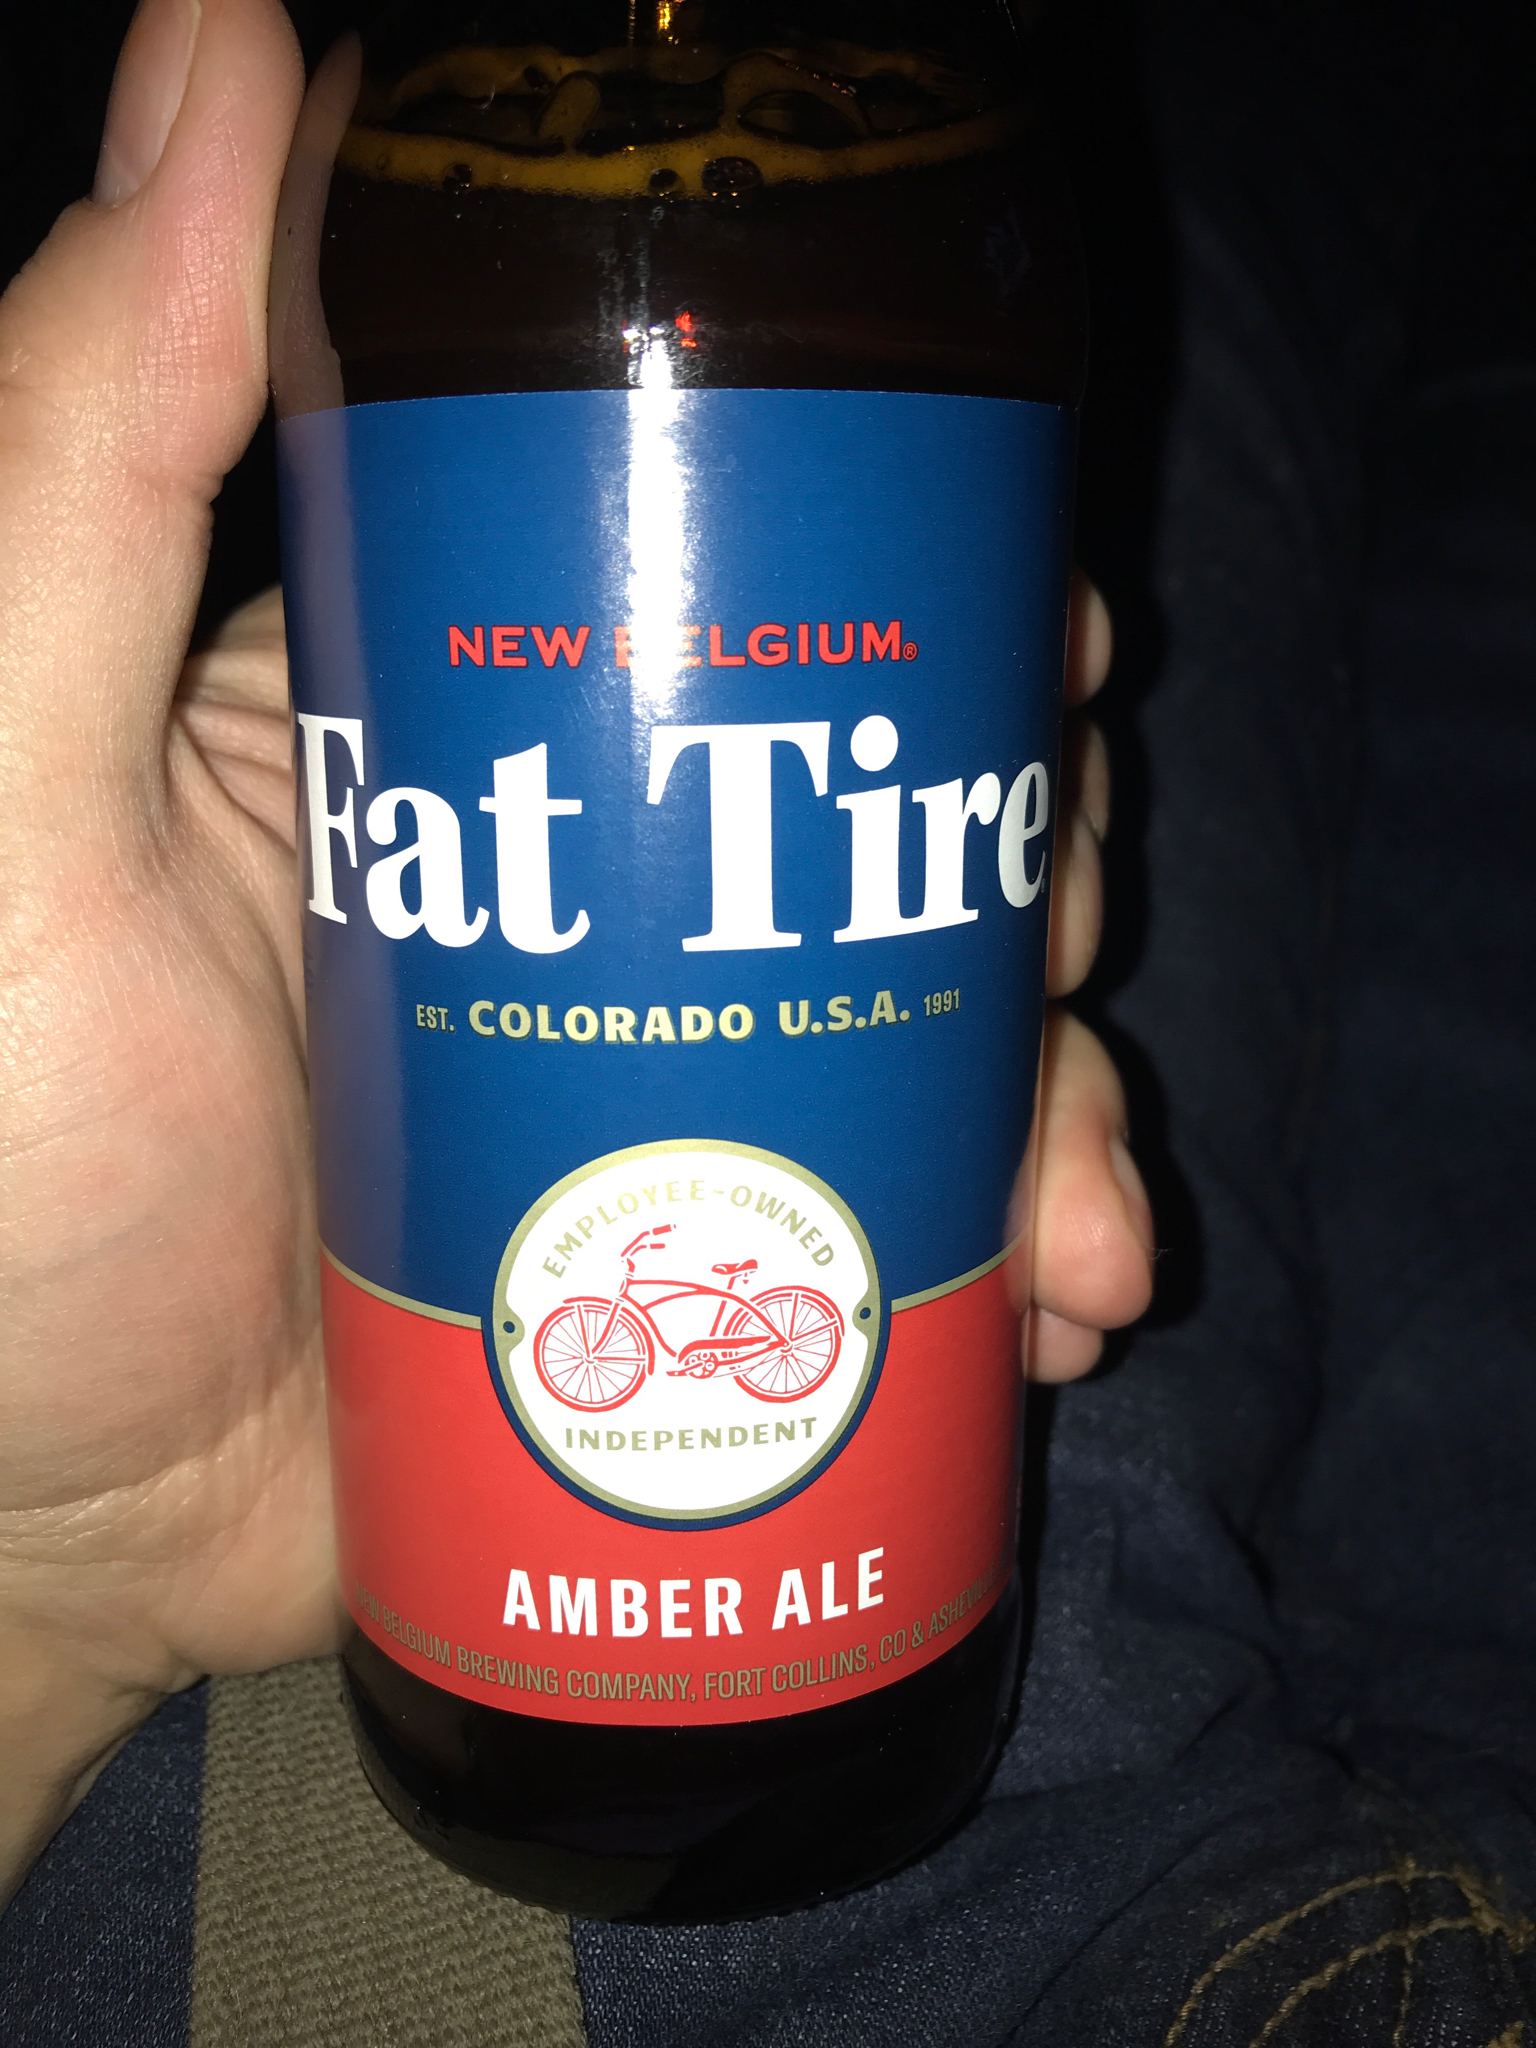 NEW BELGIUM®
Fat Tire®
EST. COLORADO U.S.A. 1991
EMPLOYEE-OWNED
INDEPENDENT
AMBER ALE
NEW BELGIUM BREWING COMPANY, FORT COLLINS, CO &